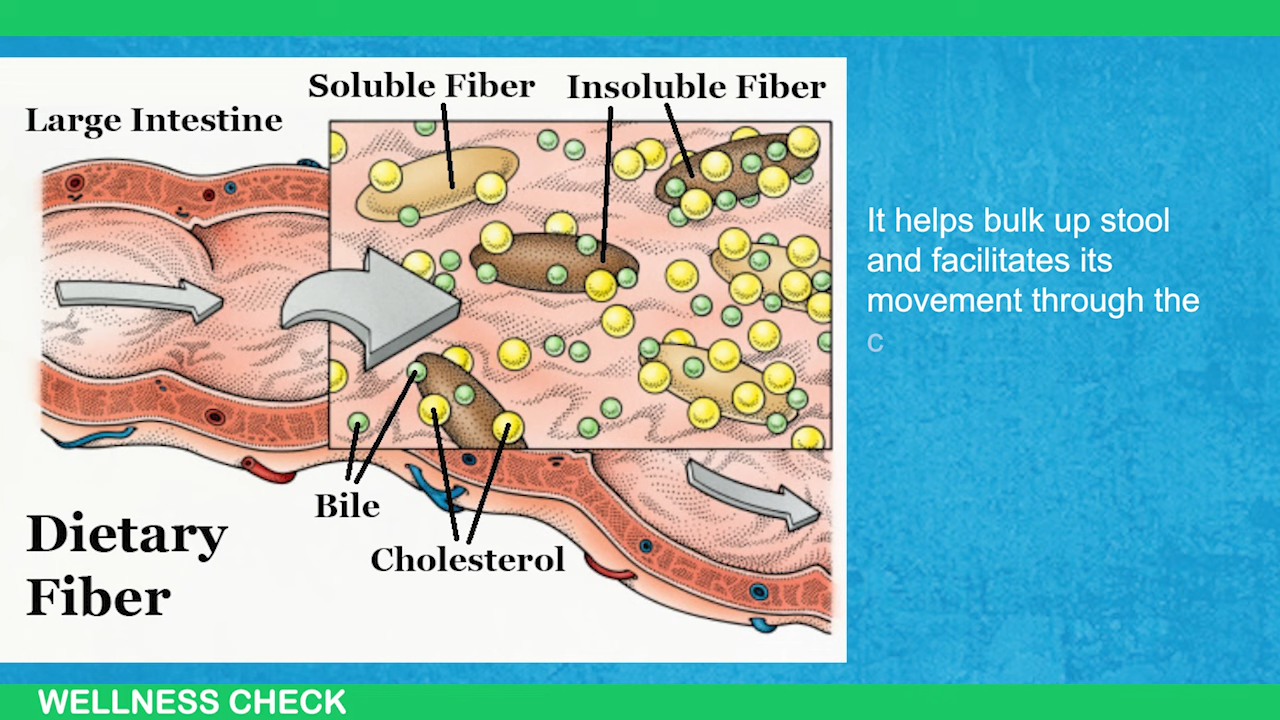 Soluble Fiber
Insoluble Fiber
Large Intestine
Bile
Cholesterol
Dietary
Fiber
It helps bulk up stool
and facilitates its
movement through the
c
WELLNESS CHECK